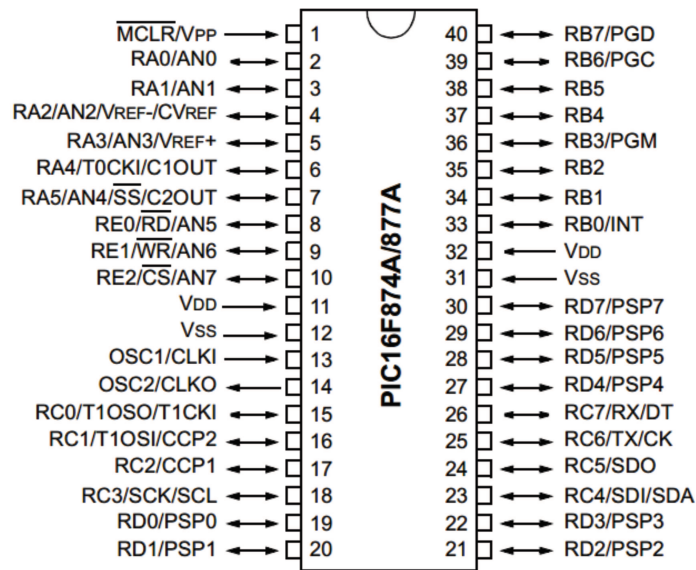 MCLR/VPP 1 40 RB7/PGD
RA0/AN0 2 39 RB6/PGC
RA1/AN1 3 38 RB5
RA2/AN2/VREF-/CVREF 4 37 RB4
RA3/AN3/VREF+ 5 36 RB3/PGM
RA4/T0CKI/C1OUT 6 35 RB2
RA5/AN4/SS/C2OUT 7 34 RB1
RE0/RD/AN5 8 33 RB0/INT
RE1/WR/AN6 9 32 VDD
RE2/CS/AN7 10 31 VSS
VDD 11 30 RD7/PSP7
VSS 12 29 RD6/PSP6
OSC1/CLKI 13 28 RD5/PSP5
OSC2/CLKO 14 27 RD4/PSP4
RC0/T1OSO/T1CKI 15 26 RC7/RX/DT
RC1/T1OSI/CCP2 16 25 RC6/TX/CK
RC2/CCP1 17 24 RC5/SDO
RC3/SCK/SCL 18 23 RC4/SDI/SDA
RD0/PSP0 19 22 RD3/PSP3
RD1/PSP1 20 21 RD2/PSP2
PIC16F874A/877A